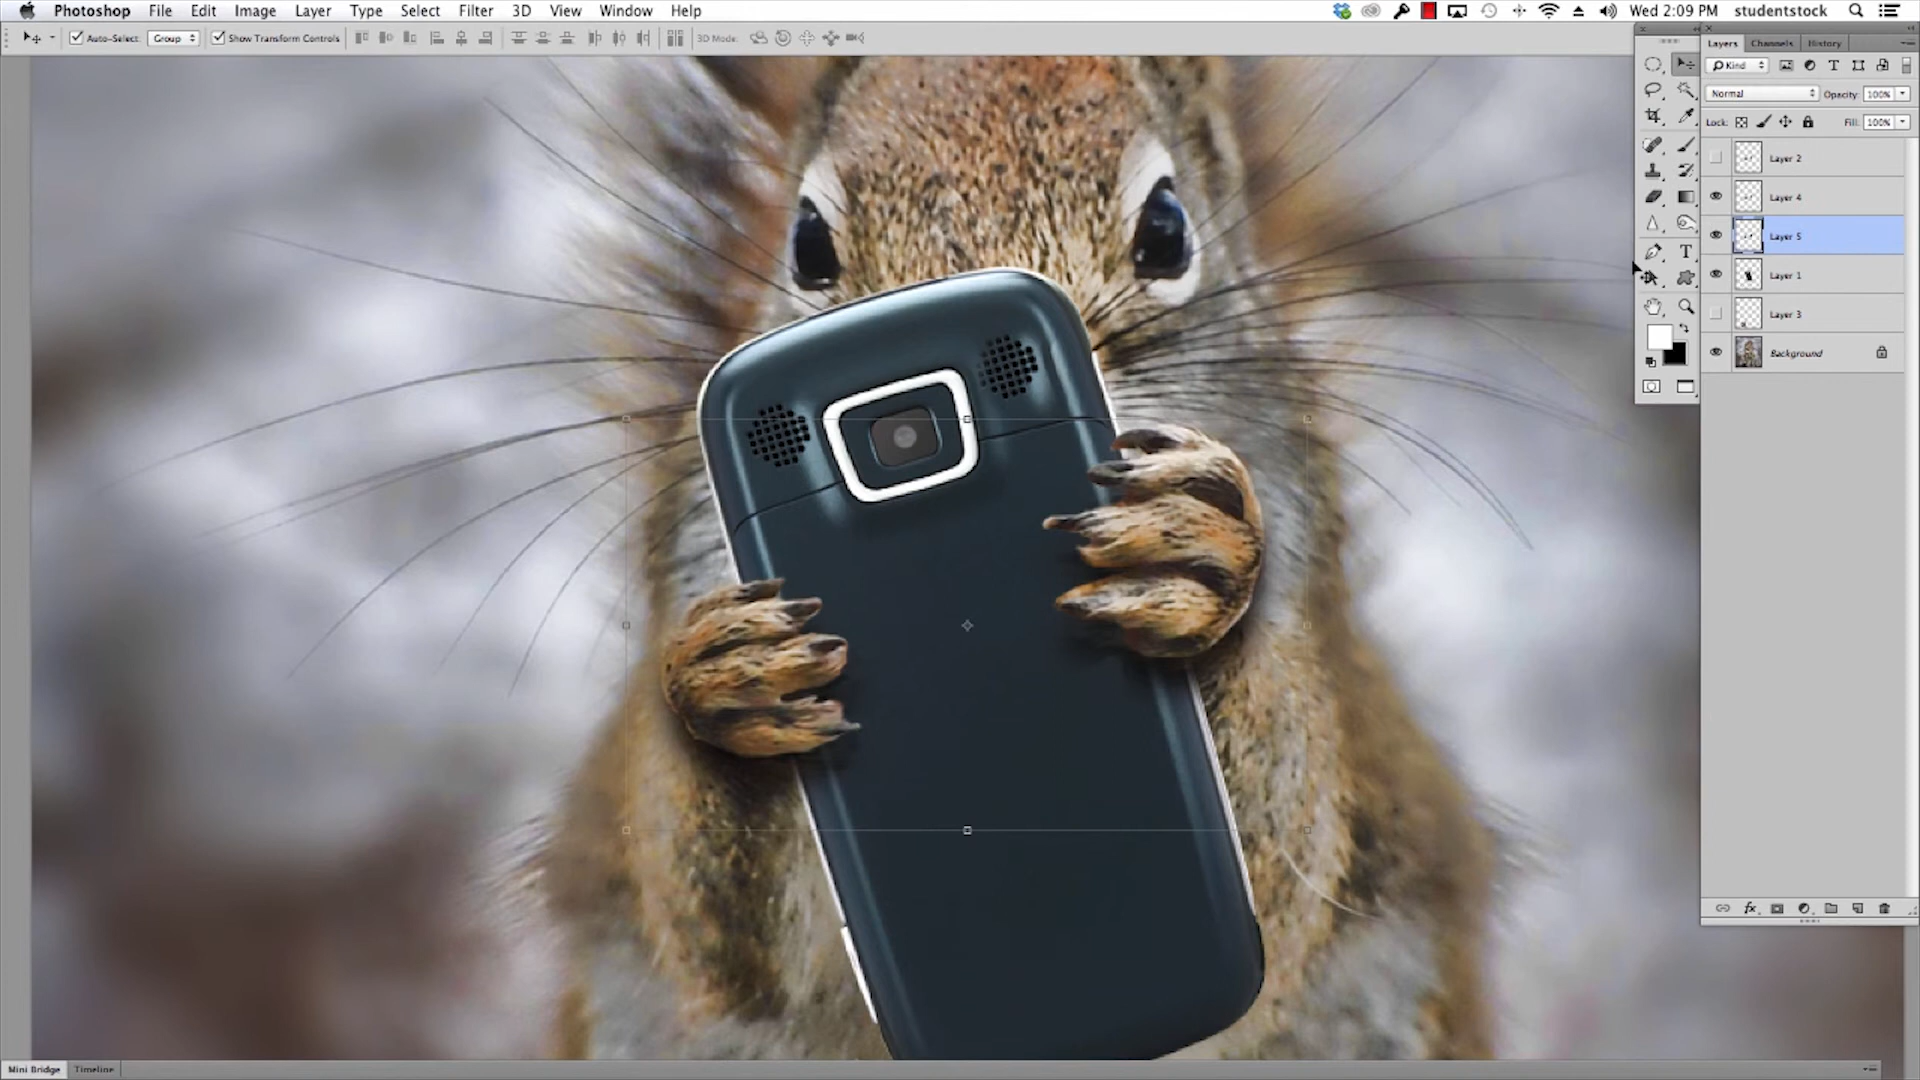 Photoshop File Edit Image Layer Type Select Filter 3D View Window Help Wed 2:09 PM studentstock
Auto-Select: Group Show Transform Controls 3D Mode:
Layers Channels History
Kind
Normal Opacity: 100%
Lock: Fill: 100%
Layer 2
Layer 4
Layer 5
Layer 1
Layer 3
Background
Mini Bridge Timeline